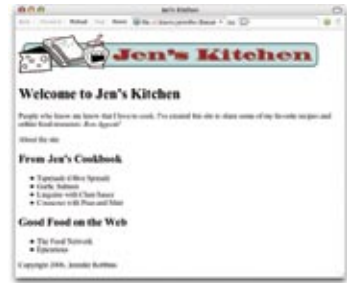 Jen's Kitchen
Reload
Home
Jen's Kitchen
Welcome to Jen's Kitchen
People who know me know that I love to cook. I've created this site to share some of my favorite recipes and
online food resources. Bon Appetit!
About the site
From Jen's Cookbook
Tapenade (Olive Spread)
Garlic Salmon
Linguine with Clam Sauce
Couscous with Peas and Mint
Good Food on the Web
The Food Network
Epicurious
Copyright 2006, Jennifer Robbins